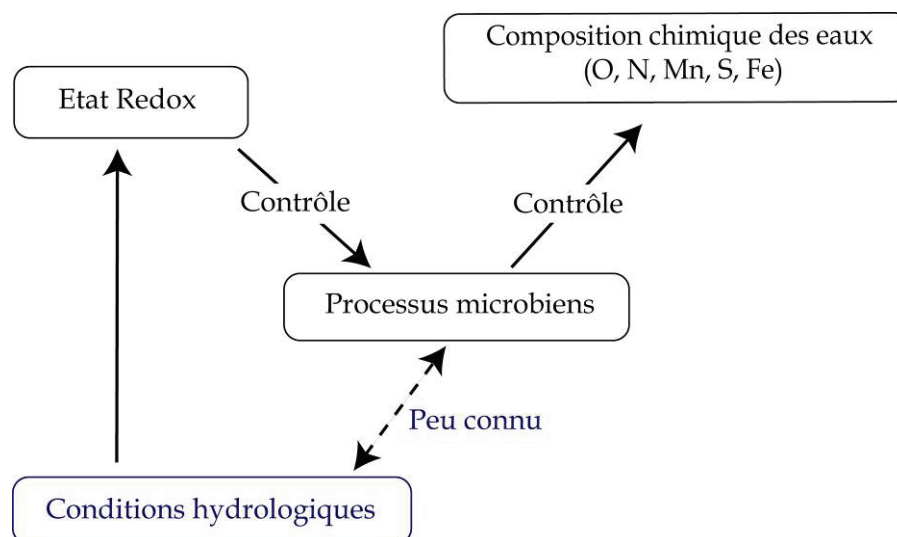 Composition chimique des eaux
(O, N, Mn, S, Fe)
Etat Redox
Contrôle
Contrôle
Processus microbiens
Peu connu
Conditions hydrologiques